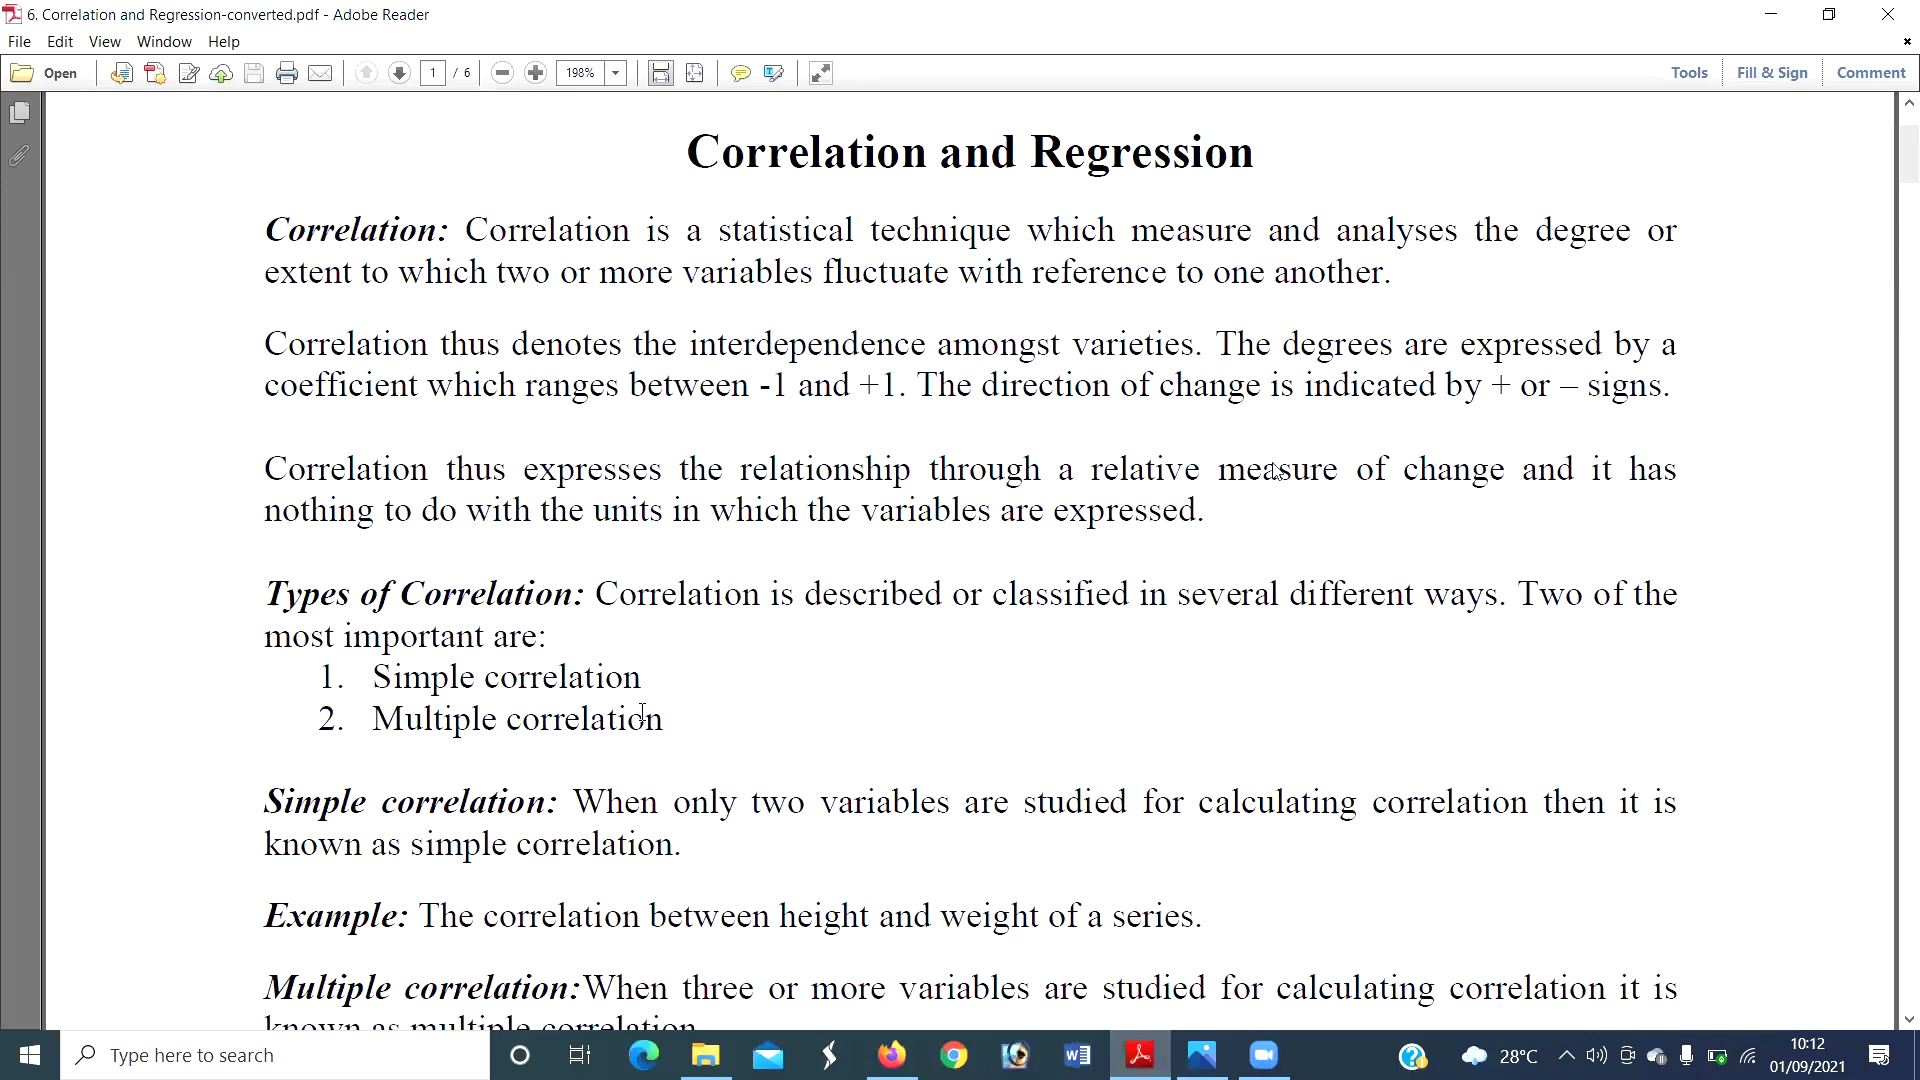 6. Correlation and Regression-converted.pdf - Adobe Reader
File Edit View Window Help
Open 1 / 6 198% Tools Fill & Sign Comment
Correlation and Regression
Correlation: Correlation is a statistical technique which measure and analyses the degree or
extent to which two or more variables fluctuate with reference to one another.
Correlation thus denotes the interdependence amongst varieties. The degrees are expressed by a
coefficient which ranges between -1 and +1. The direction of change is indicated by + or – signs.
Correlation thus expresses the relationship through a relative measure of change and it has
nothing to do with the units in which the variables are expressed.
Types of Correlation: Correlation is described or classified in several different ways. Two of the
most important are:
1. Simple correlation
2. Multiple correlation
Simple correlation: When only two variables are studied for calculating correlation then it is
known as simple correlation.
Example: The correlation between height and weight of a series.
Multiple correlation:When three or more variables are studied for calculating correlation it is
known as multiple correlation
Type here to search
28°C
10:12
01/09/2021